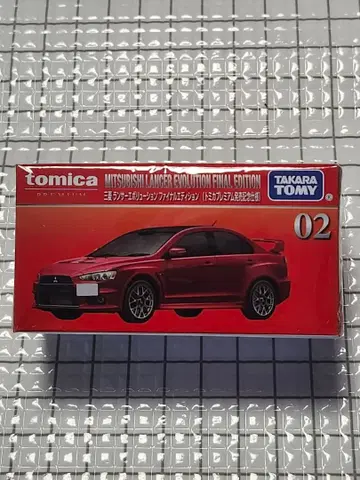 tomica
PREMIUM
MITSUBISHI LANCER EVOLUTION FINAL EDITION
三菱 ランサーエボリューション ファイナルエディション (トミカプレミアム発売記念仕様)
TAKARA
TOMY
02